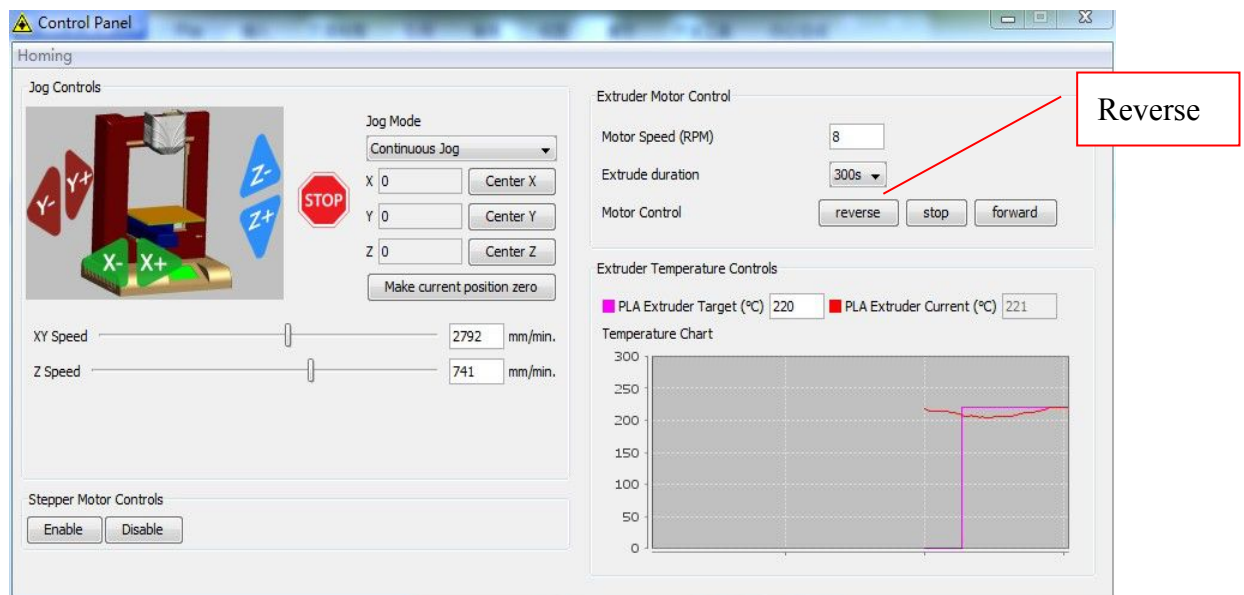 Control Panel
Homing
Jog Controls
Y-
Y+
Z-
Z+
X-
X+
STOP
Jog Mode
Continuous Jog
X 0 Center X
Y 0 Center Y
Z 0 Center Z
Make current position zero
XY Speed 2792 mm/min.
Z Speed 741 mm/min.
Stepper Motor Controls
Enable Disable
Extruder Motor Control
Motor Speed (RPM) 8
Extrude duration 300s
Motor Control reverse stop forward
Reverse
Extruder Temperature Controls
PLA Extruder Target (ºC) 220 PLA Extruder Current (ºC) 221
Temperature Chart
300
250
200
150
100
50
0